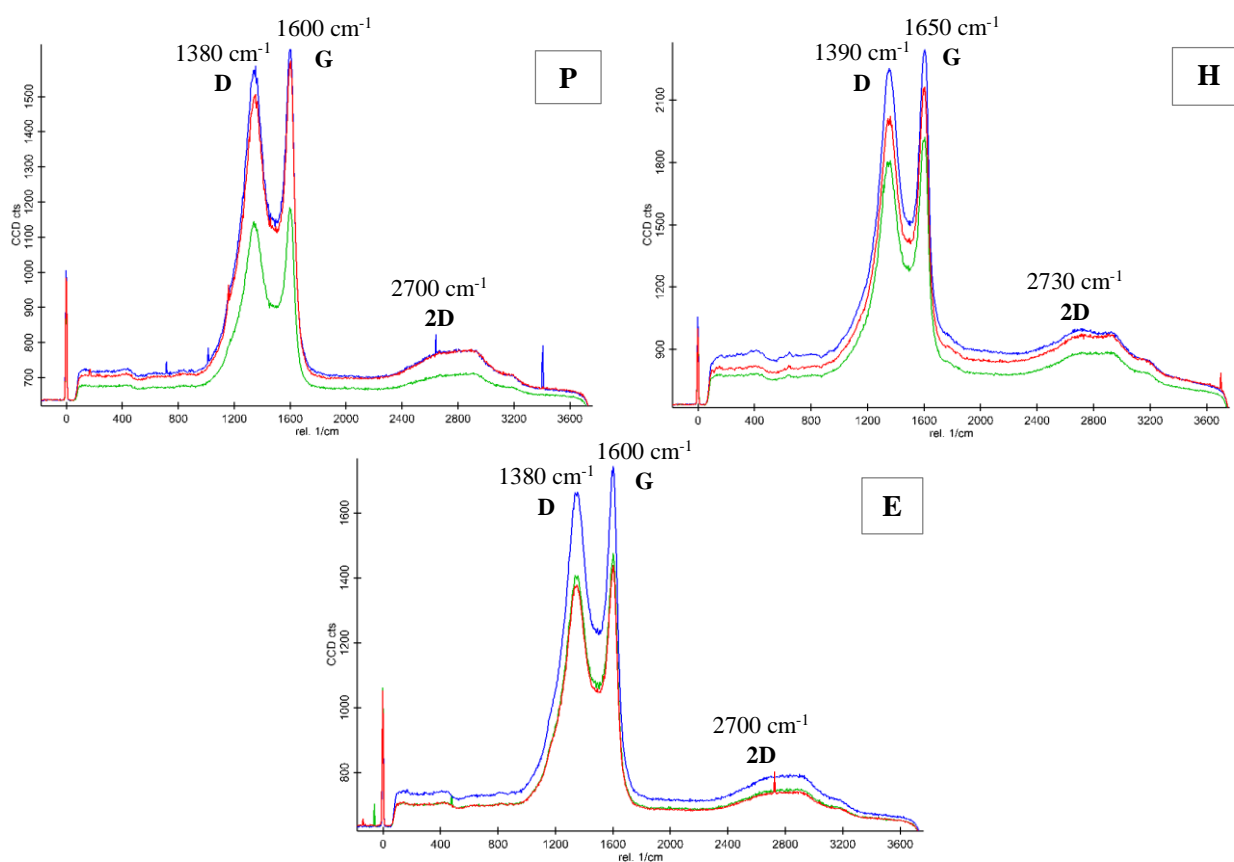 1600 cm-1
1380 cm-1
D
G
P
CCD cts
1500
1400
1300
1200
1100
1000
900
800
700
2700 cm-1
2D
0 400 800 1200 1600 2000 2400 2800 3200 3600
rel. 1/cm
1650 cm-1
1390 cm-1
D
G
H
CCD cts
2100
1800
1500
1200
900
2730 cm-1
2D
0 400 800 1200 1600 2000 2400 2800 3200 3600
rel. 1/cm
1600 cm-1
1380 cm-1
D
G
E
CCD cts
1600
1400
1200
1000
800
2700 cm-1
2D
0 400 800 1200 1600 2000 2400 2800 3200 3600
rel. 1/cm